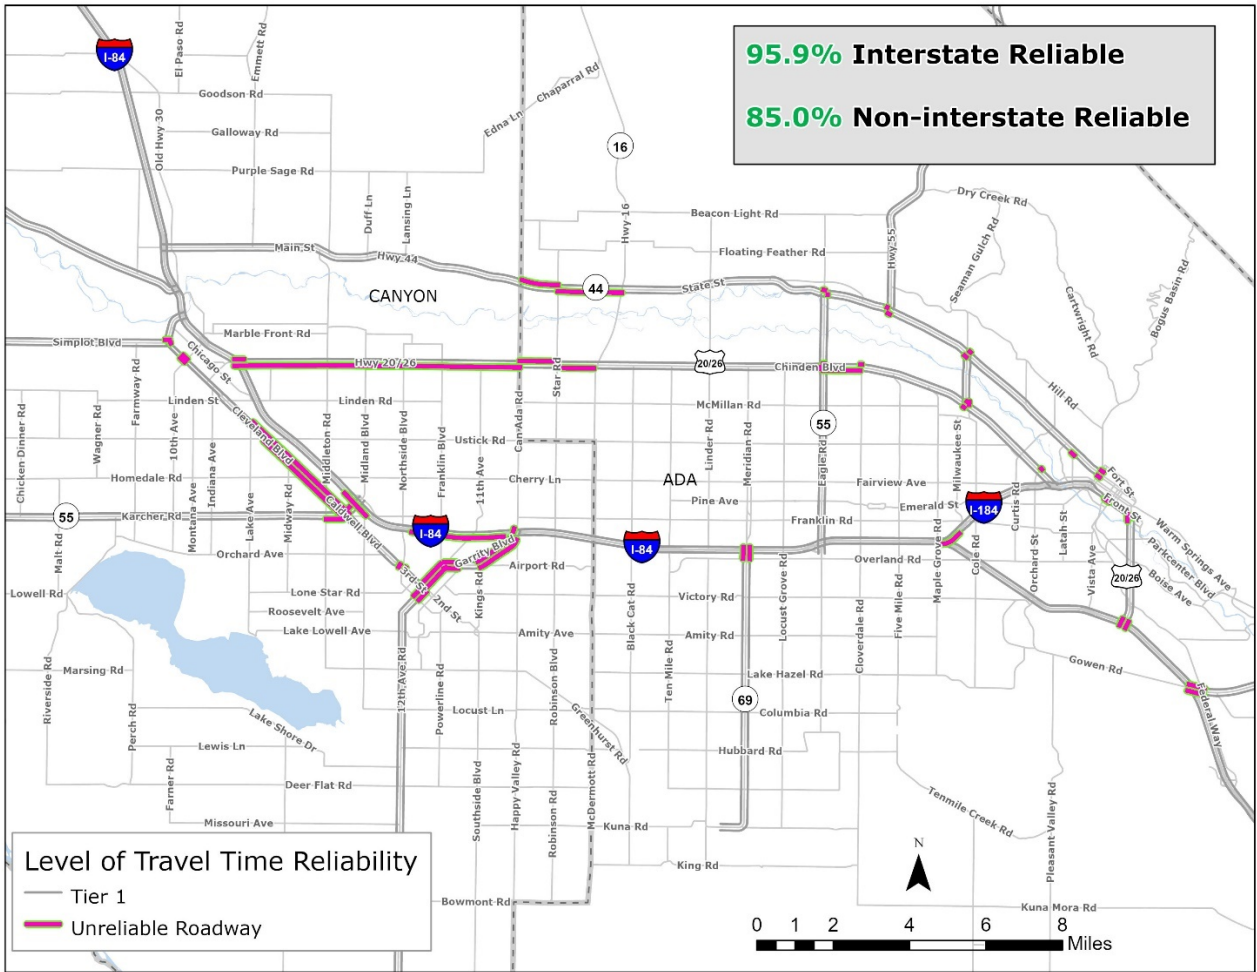 95.9% Interstate Reliable
85.0% Non-interstate Reliable
I-84
El Paso Rd
Emmett Rd
Goodson Rd
Old Hwy 30
Galloway Rd
Purple Sage Rd
Edna Ln
Chaparral Rd
16
Hwy 16
Duff Ln
Lansing Ln
Beacon Light Rd
Floating Feather Rd
Hwy 55
Dry Creek Rd
Seaman Gulch Rd
Cartwright Rd
Bogus Basin Rd
Main St
Hwy 44
44
State St
CANYON
Simplot Blvd
Marble Front Rd
Chicago St
Hwy 20/26
Star Rd
20/26
Chinden Blvd
Hill Rd
Chicken Dinner Rd
Wagner Rd
Farmway Rd
10th Ave
Linden St
Linden Rd
Cleveland Blvd
Indiana Ave
Montana Ave
Lake Ave
Midway Rd
Middleton Rd
Midland Blvd
Northside Blvd
Franklin Blvd
11th Ave
Can-Ada Rd
Ustick Rd
Cherry Ln
McMillan Rd
Linder Rd
Meridian Rd
55
Eagle Rd
Milwaukee St
Homedale Rd
ADA
Pine Ave
Fairview Ave
Emerald St
Franklin Rd
I-184
Curtis Rd
Fort St
Front St
55
Karcher Rd
Caldwell Blvd
Malt Rd
Orchard Ave
I-84
Garrity Blvd
I-84
Airport Rd
Overland Rd
Maple Grove Rd
Cole Rd
Orchard St
Latah St
Vista Ave
Warm Springs Ave
Parkcenter Blvd
Boise Ave
20/26
Lowell Rd
Lone Star Rd
3rd St
2nd St
Kings Rd
Roosevelt Ave
Lake Lowell Ave
Black Cat Rd
Victory Rd
Locust Grove Rd
Cloverdale Rd
Five Mile Rd
Amity Ave
Amity Rd
Marsing Rd
Riverside Rd
Perch Rd
12th Ave Rd
Powerline Rd
Robinson Blvd
Ten Mile Rd
Lake Hazel Rd
Gowen Rd
Federal Way
69
Locust Ln
Columbia Rd
Greenhurst Rd
Lake Shore Dr
Lewis Ln
Hubbard Rd
Farner Rd
Deer Flat Rd
Southside Blvd
Happy Valley Rd
Robinson Rd
McDermott Rd
Tenmile Creek Rd
Pleasant Valley Rd
Missouri Ave
Kuna Rd
King Rd
Bowmont Rd
Kuna Mora Rd
Level of Travel Time Reliability
Tier 1
Unreliable Roadway
N
0 1 2 4 6 8
Miles